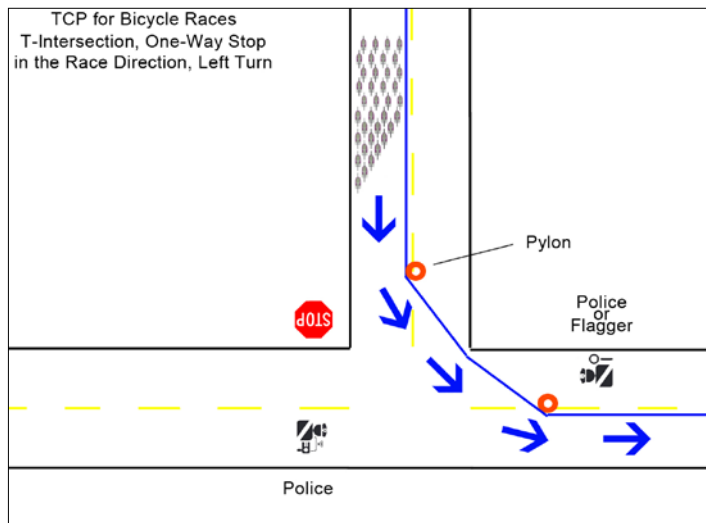 TCP for Bicycle Races
T-Intersection, One-Way Stop
in the Race Direction, Left Turn
Pylon
STOP
Police
or
Flagger
Police